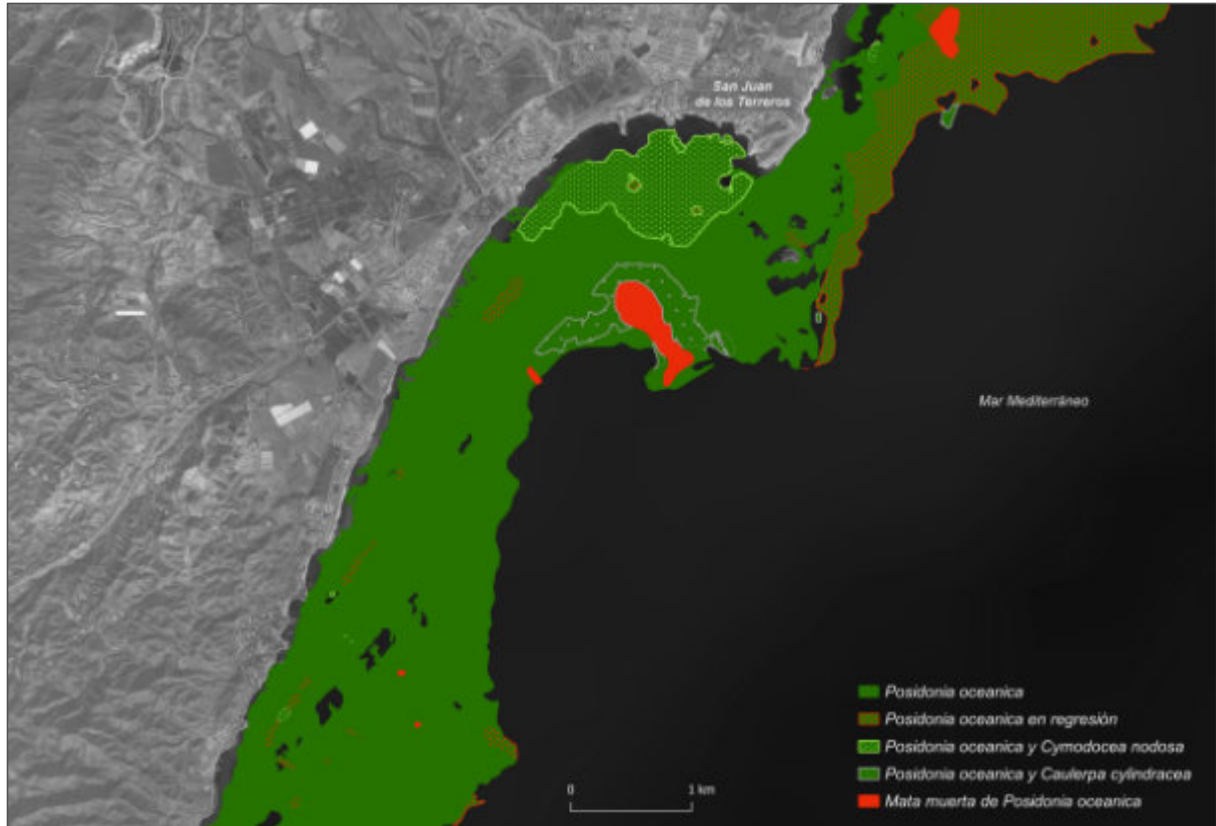 San Juan
de los Terreros
Mar Mediterráneo
Posidonia oceanica
Posidonia oceanica en regresión
Posidonia oceanica y Cymodocea nodosa
Posidonia oceanica y Caulerpa cylindracea
Mata muerta de Posidonia oceanica
0 1 km